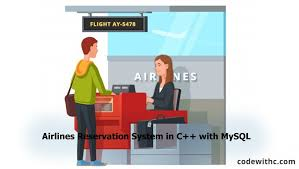 FLIGHT AY-5478
AIRLINES
Airlines Reservation System in C++ with MySQL
codewithc.com